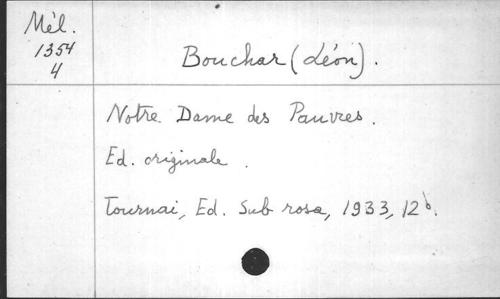 Mél.
1354
4
Bouchar (Léon).
Notre Dame des Pauvres.
Ed. originale.
Tournai, Ed. Sub rosa, 1933, 12°.